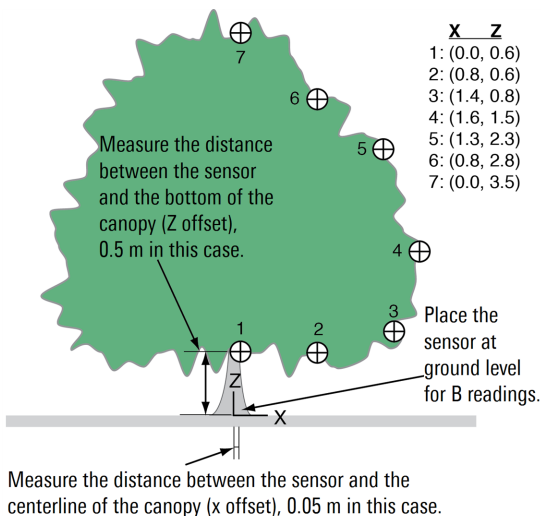 X Z
1: (0.0, 0.6)
2: (0.8, 0.6)
3: (1.4, 0.8)
4: (1.6, 1.5)
5: (1.3, 2.3)
6: (0.8, 2.8)
7: (0.0, 3.5)
7
6
5
Measure the distance
between the sensor
and the bottom of the
canopy (Z offset),
0.5 m in this case.
4
1
2
3
Place the
sensor at
ground level
for B readings.
Z
X
Measure the distance between the sensor and the
centerline of the canopy (x offset), 0.05 m in this case.